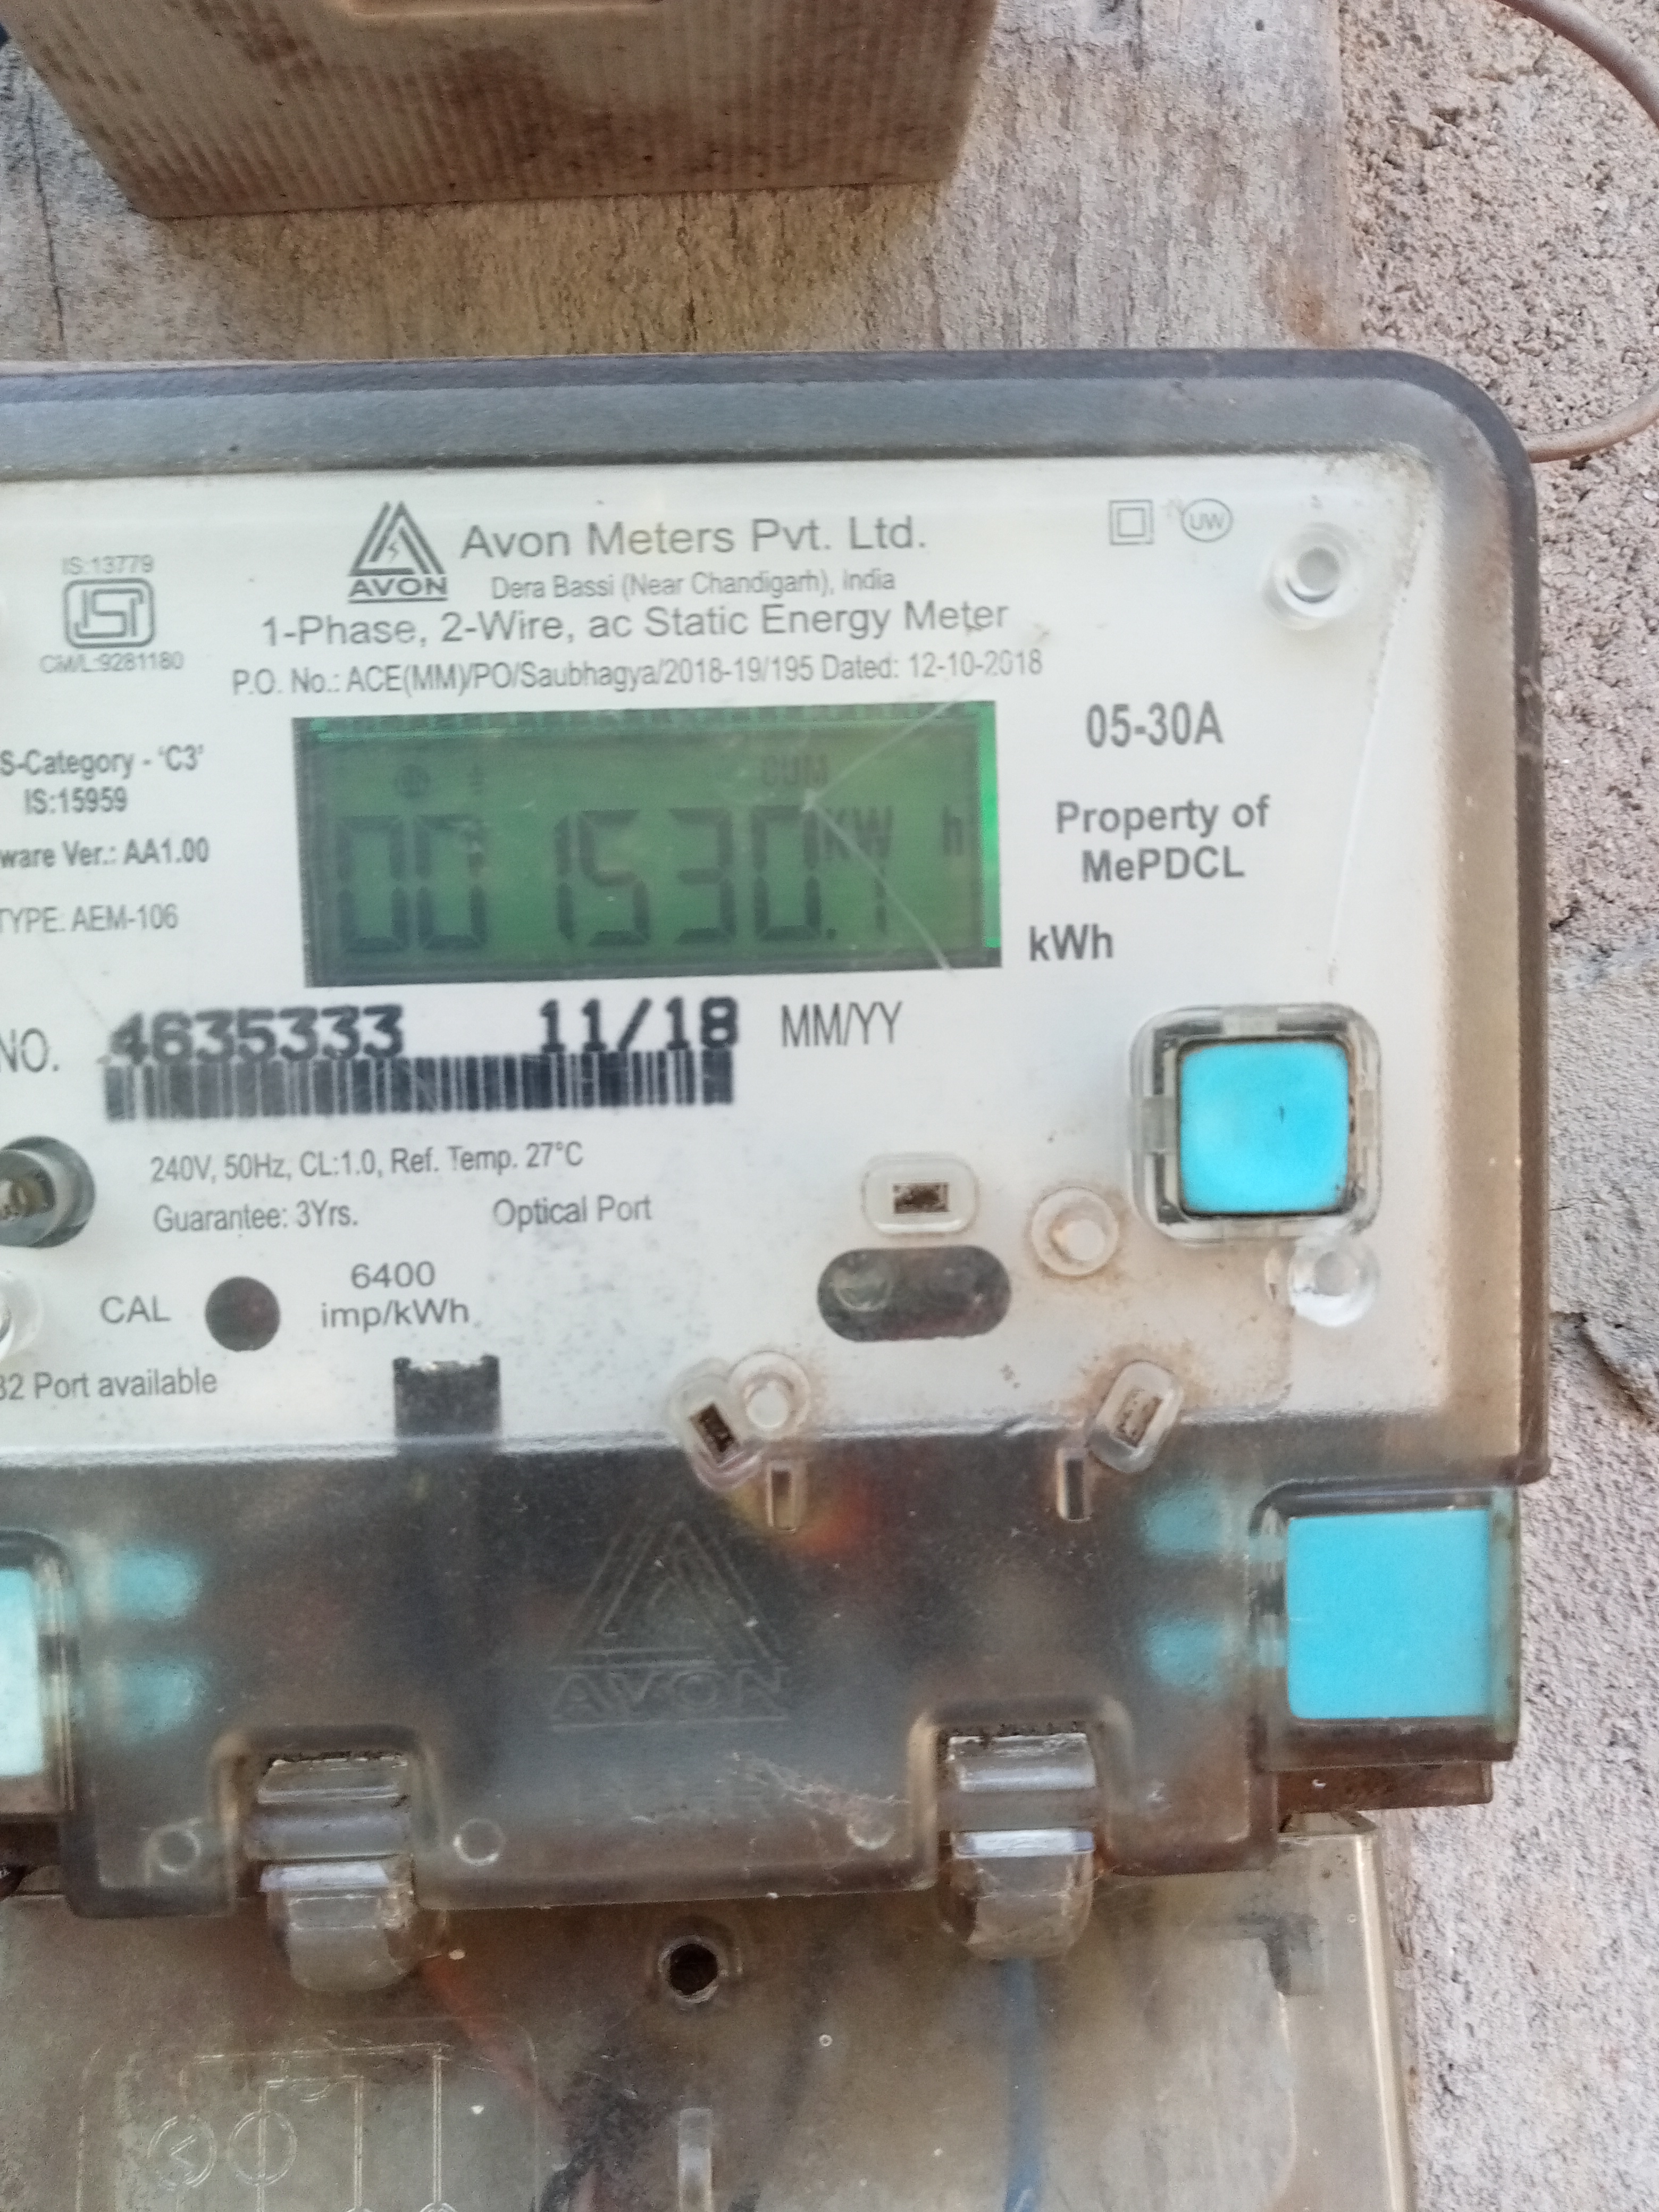 Avon Meters Pvt. Ltd.
AVON
Dera Bassi (Near Chandigarh), India
1-Phase, 2-Wire, ac Static Energy Meter
P.O. No.: ACE(MM)/PO/Saubhagya/2018-19/195 Dated: 12-10-2018
UW
IS:13779
ISI
CM/L:9281180
S-Category - 'C3'
IS:15959
ware Ver.: AA1.00
TYPE: AEM-106
CUM
001530.1 KW h
05-30A
Property of
MePDCL
kWh
NO. 4635333 11/18 MM/YY
240V, 50Hz, CL:1.0, Ref. Temp. 27°C
Guarantee: 3Yrs.
Optical Port
CAL
6400
imp/kWh
32 Port available
AVON